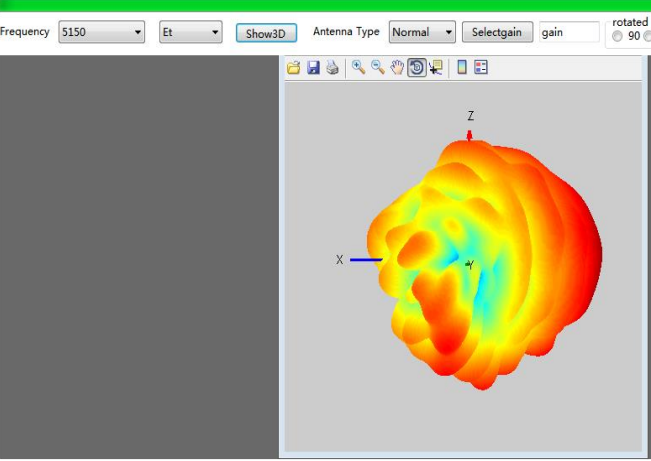 Frequency 5150 Et Show3D Antenna Type Normal Selectgain gain rotated
90
Z
X
Y